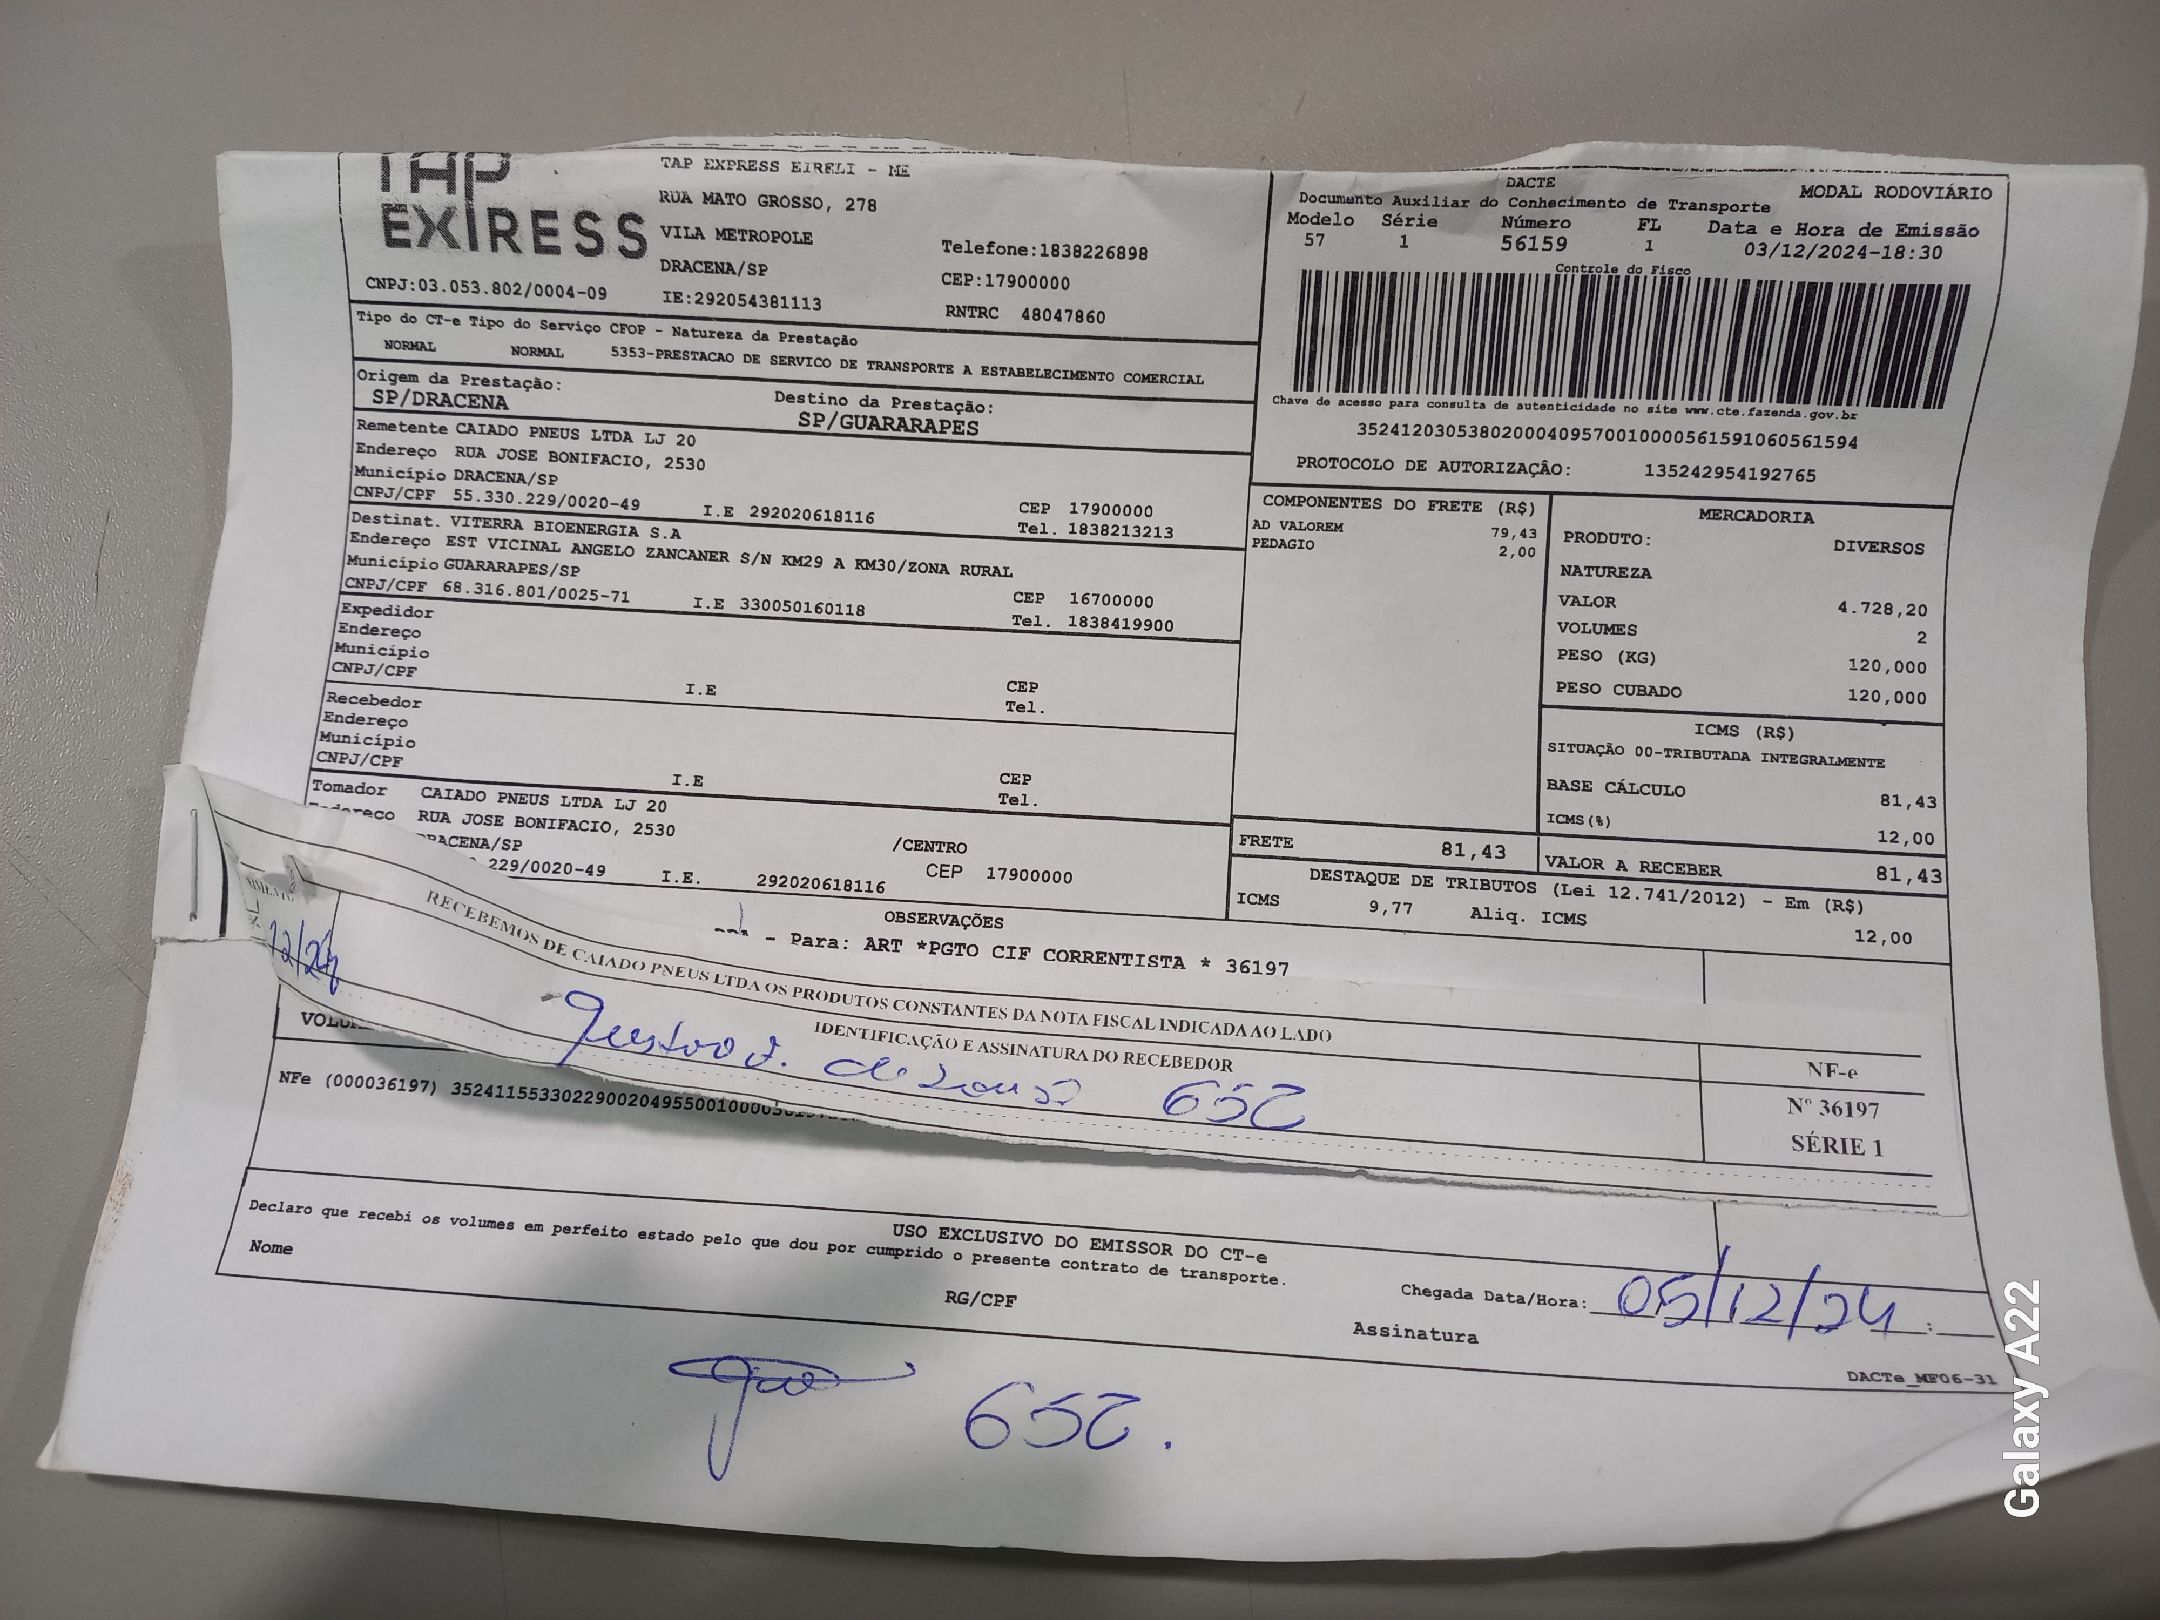 TAP
EXPRESS
TAP EXPRESS EIRELI - ME
RUA MATO GROSSO, 278
VILA METROPOLE
DRACENA/SP
Telefone:1838226898
CEP:17900000
CNPJ:03.053.802/0004-09
IE:292054381113
RNTRC 48047860
DACTE
Documento Auxiliar do Conhecimento de Transporte
MODAL RODOVIÁRIO
Modelo Série Número FL Data e Hora de Emissão
57 1 56159 1 03/12/2024-18:30
Controle do Fisco
Chave de acesso para consulta de autenticidade no site www.cte.fazenda.gov.br
35241203053802000409570010000561591060561594
PROTOCOLO DE AUTORIZAÇÃO: 135242954192765
Tipo do CT-e Tipo do Serviço CFOP - Natureza da Prestação
NORMAL NORMAL 5353-PRESTACAO DE SERVICO DE TRANSPORTE A ESTABELECIMENTO COMERCIAL
Origem da Prestação:
SP/DRACENA
Destino da Prestação:
SP/GUARARAPES
Remetente CAIADO PNEUS LTDA LJ 20
Endereço RUA JOSE BONIFACIO, 2530
Município DRACENA/SP
CEP 17900000
CNPJ/CPF 55.330.229/0020-49 I.E 292020618116 Tel. 1838213213
Destinat. VITERRA BIOENERGIA S.A
Endereço EST VICINAL ANGELO ZANCANER S/N KM29 A KM30/ZONA RURAL
Município GUARARAPES/SP
CEP 16700000
CNPJ/CPF 68.316.801/0025-71 I.E 330050160118 Tel. 1838419900
Expedidor
Endereço
Município
CEP
CNPJ/CPF I.E Tel.
Recebedor
Endereço
Município
CEP
CNPJ/CPF I.E Tel.
Tomador CAIADO PNEUS LTDA LJ 20
RUA JOSE BONIFACIO, 2530
/CENTRO
CEP 17900000
229/0020-49 I.E. 292020618116
COMPONENTES DO FRETE (R$)
AD VALOREM 79,43
PEDAGIO 2,00
MERCADORIA
PRODUTO: DIVERSOS
NATUREZA
VALOR 4.728,20
VOLUMES 2
PESO (KG) 120,000
PESO CUBADO 120,000
ICMS (R$)
SITUAÇÃO 00-TRIBUTADA INTEGRALMENTE
BASE CÁLCULO 81,43
ICMS(%) 12,00
FRETE 81,43
VALOR A RECEBER 81,43
DESTAQUE DE TRIBUTOS (Lei 12.741/2012) - Em (R$)
ICMS 9,77 Aliq. ICMS 12,00
OBSERVAÇÕES
- Para: ART *PGTO CIF CORRENTISTA * 36197
RECEBEMOS DE CAIADO PNEUS LTDA OS PRODUTOS CONSTANTES DA NOTA FISCAL INDICADA AO LADO
IDENTIFICAÇÃO E ASSINATURA DO RECEBEDOR
12/24
652
NF-e
Nº 36197
SÉRIE 1
NFe (000036197)
USO EXCLUSIVO DO EMISSOR DO CT-e
Declaro que recebi os volumes em perfeito estado pelo que dou por cumprido o presente contrato de transporte.
Nome
RG/CPF
Chegada Data/Hora: 05/12/24 :
Assinatura
DACTe_MF06-31
652.
Galaxy A22